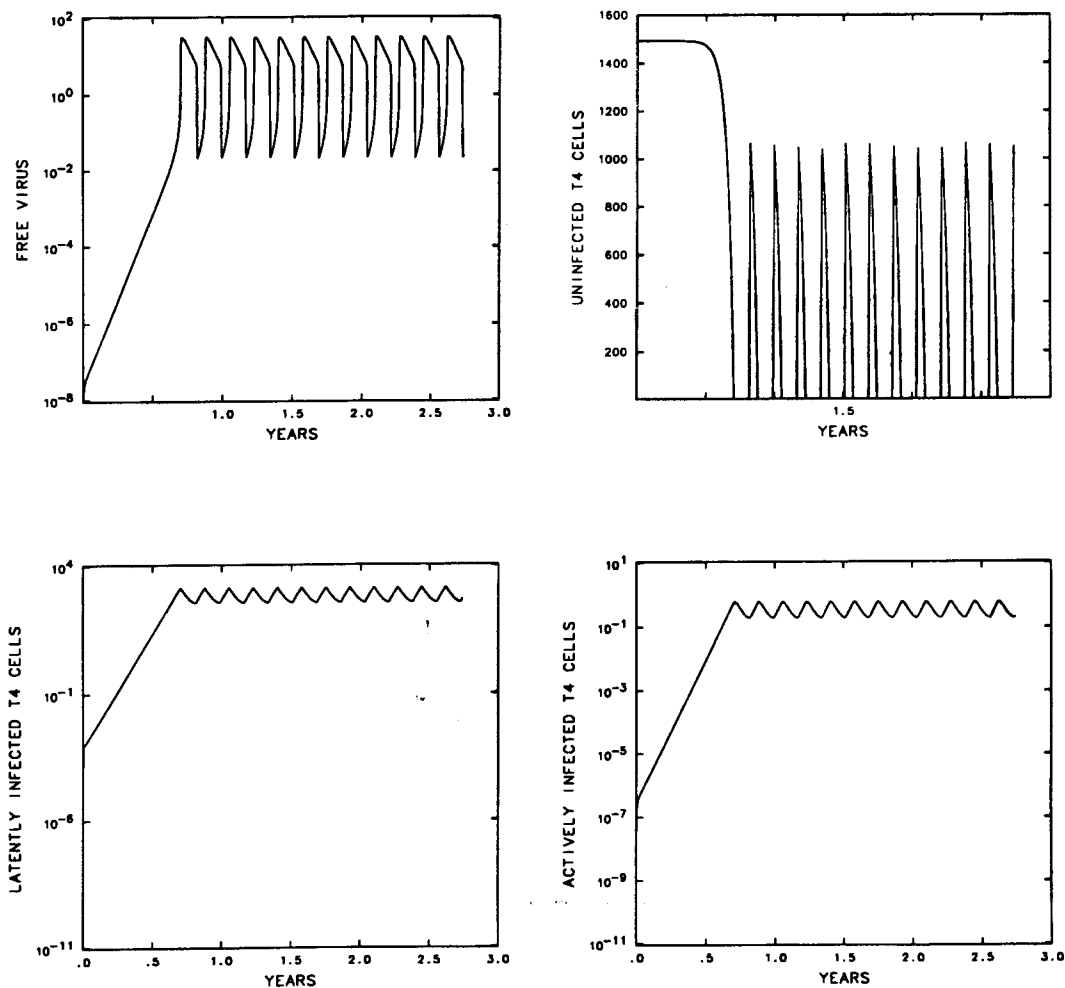 FREE VIRUS
10²
10⁰
10⁻²
10⁻⁴
10⁻⁶
10⁻⁸
1.0 1.5 2.0 2.5 3.0
YEARS
UNINFECTED T4 CELLS
1600
1400
1200
1000
800
600
400
200
1.5
YEARS
LATENTLY INFECTED T4 CELLS
10⁴
10⁻¹
10⁻⁶
10⁻¹¹
.0 .5 1.0 1.5 2.0 2.5 3.0
YEARS
ACTIVELY INFECTED T4 CELLS
10¹
10⁻¹
10⁻³
10⁻⁵
10⁻⁷
10⁻⁹
10⁻¹¹
.0 .5 1.0 1.5 2.0 2.5 3.0
YEARS